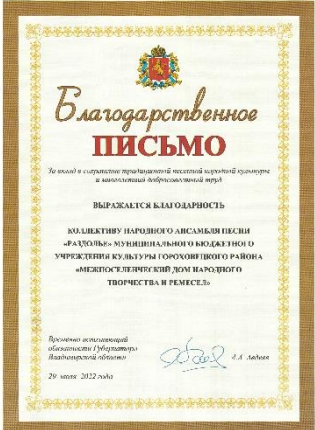 Благодарственное
ПИСЬМО
За вклад в сохранение традиционной песенной народной культуры
и многолетний добросовестный труд
ВЫРАЖАЕТСЯ БЛАГОДАРНОСТЬ
КОЛЛЕКТИВУ НАРОДНОГО АНСАМБЛЯ ПЕСНИ
«РАЗДОЛЬЕ» МУНИЦИПАЛЬНОГО БЮДЖЕТНОГО
УЧРЕЖДЕНИЯ КУЛЬТУРЫ ГОРОХОВЕЦКОГО РАЙОНА
«МЕЖПОСЕЛЕНЧЕСКИЙ ДОМ НАРОДНОГО
ТВОРЧЕСТВА И РЕМЕСЕЛ»
Временно исполняющий
обязанности Губернатора
Владимирской области
А.А. Авдеев
29 июля 2022 года